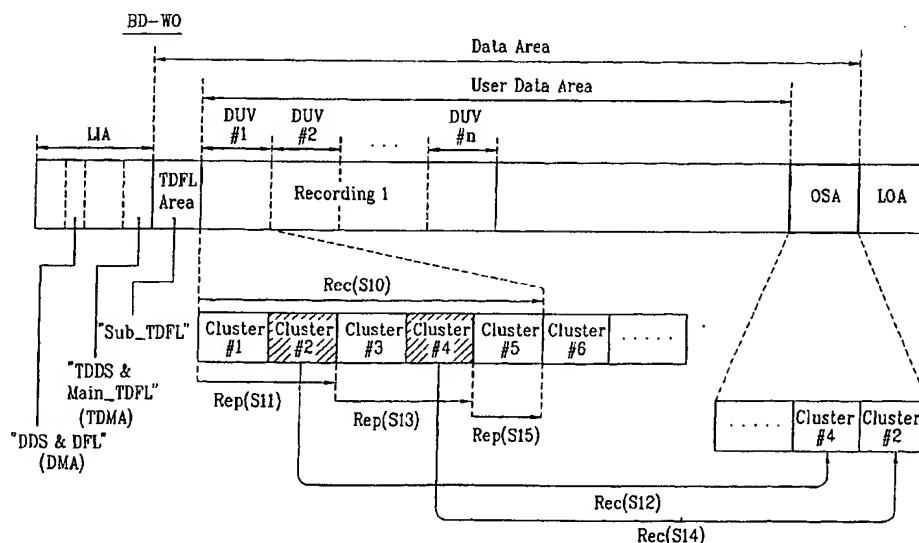 BD-WO
Data Area
User Data Area
LIA
DUV #1
DUV #2
. . . .
DUV #n
TDFL Area
Recording 1
OSA
LOA
Rec(S10)
"Sub_TDFL"
Cluster #1
Cluster #2
Cluster #3
Cluster #4
Cluster #5
Cluster #6
. . . . .
"TDDS & Main_TDFL" (TDMA)
Rep(S11)
Rep(S13)
Rep(S15)
"DDS & DFL" (DMA)
. . . . .
Cluster #4
Cluster #2
Rec(S12)
Rec(S14)